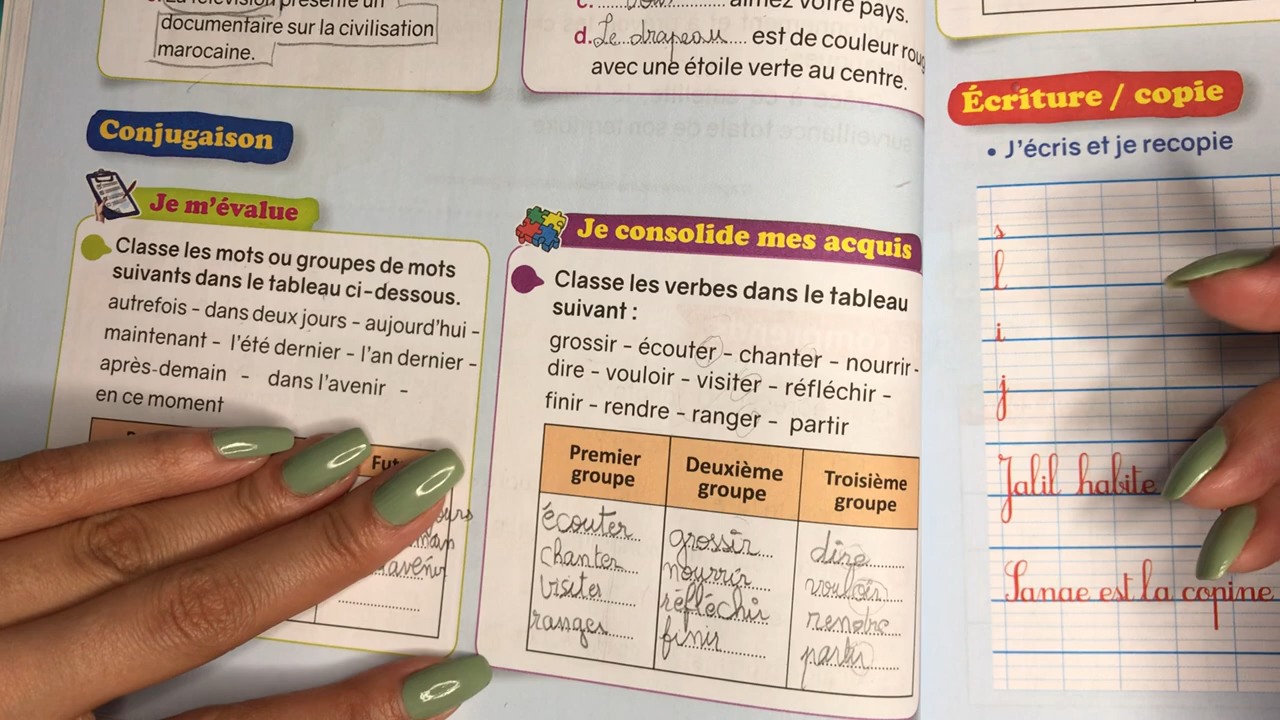 La télévision présente un
documentaire sur la civilisation
marocaine.
c. aimez votre pays.
d. Le drapeau est de couleur
avec une étoile verte au centre.
Conjugaison
Je m'évalue
Classe les mots ou groupes de mots
suivants dans le tableau ci-dessous.
autrefois - dans deux jours - aujourd'hui -
maintenant - l'été dernier - l'an dernier -
après-demain - dans l'avenir -
en ce moment
Je consolide mes acquis
Classe les verbes dans le tableau
suivant :
grossir - écouter - chanter - nourrir -
dire - vouloir - visiter - réfléchir -
finir - rendre - ranger - partir
Premier groupe
Deuxième groupe
Troisième groupe
écouter grossir dire
chanter nourrir vouloir
visiter réfléchir rendre
ranger finir partir
Écriture / copie
• J'écris et je recopie
s
l
i
j
Jalil habite
Sanae est la copine